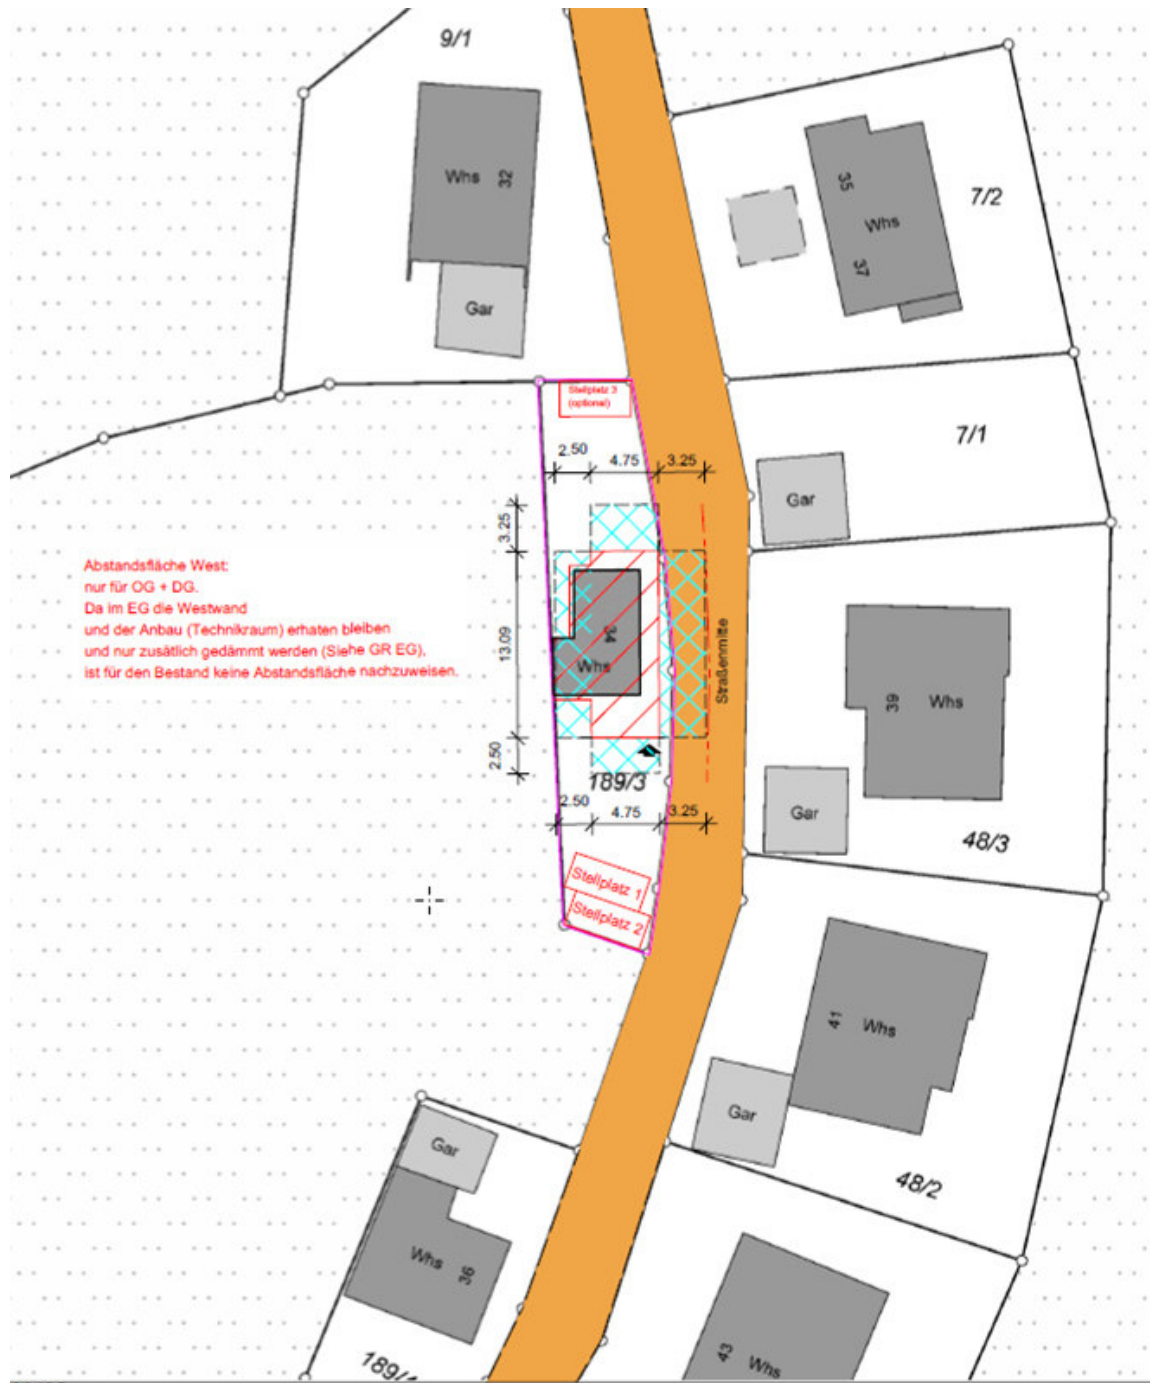 9/1
Whs 32
35
Whs
37
7/2
Gar
Stellplatz 3
(optional)
7/1
2.50 4.75 3.25
Gar
3.25
Abstandsfläche West:
nur für OG + DG.
Da im EG die Westwand
und der Anbau (Technikraum) erhaten bleiben
und nur zusätlich gedämmt werden (Siehe GR EG),
ist für den Bestand keine Abstandsfläche nachzuweisen.
13.09
34
Whs
Straßenmitte
39 Whs
2.50
189/3
2.50 4.75 3.25
Gar
48/3
Stellplatz 1
Stellplatz 2
41 Whs
Gar
Gar
48/2
Whs 36
43 Whs